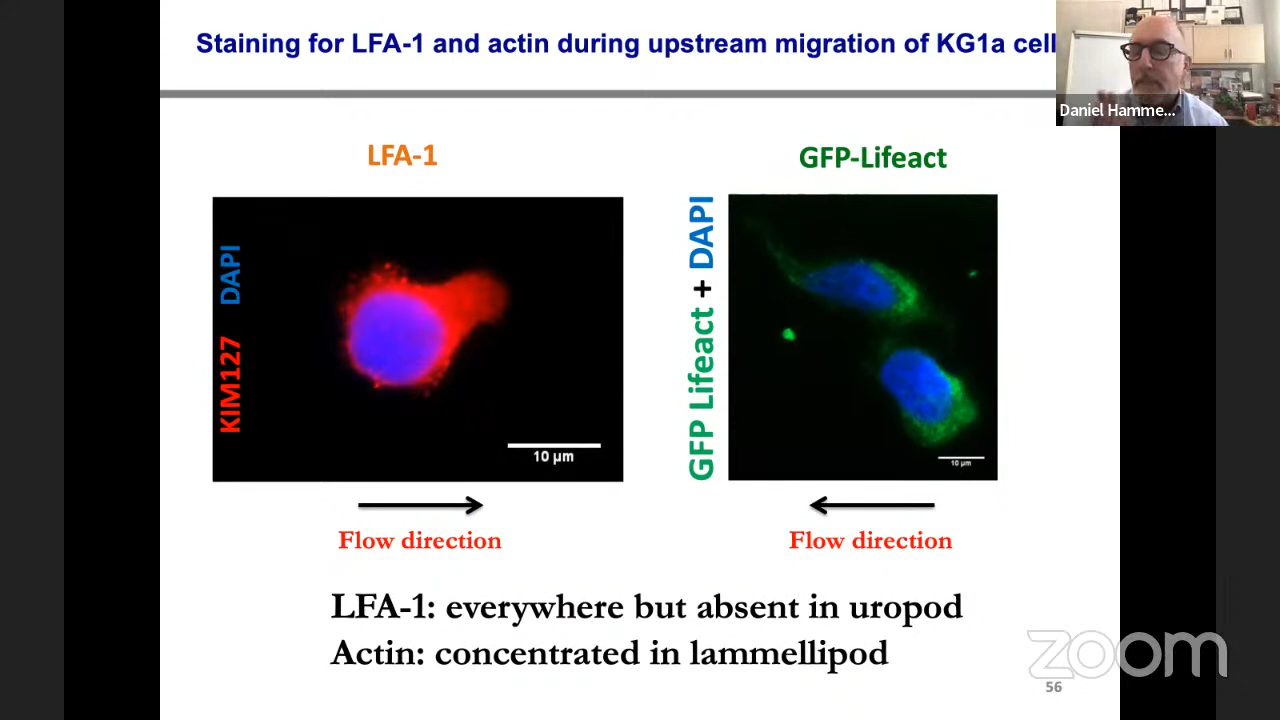 Staining for LFA-1 and actin during upstream migration of KG1a cell
Daniel Hamme...
LFA-1
GFP-Lifeact
KIM127 DAPI
GFP Lifeact + DAPI
10 µm
10 µm
Flow direction
Flow direction
LFA-1: everywhere but absent in uropod
Actin: concentrated in lammellipod
zoom
56